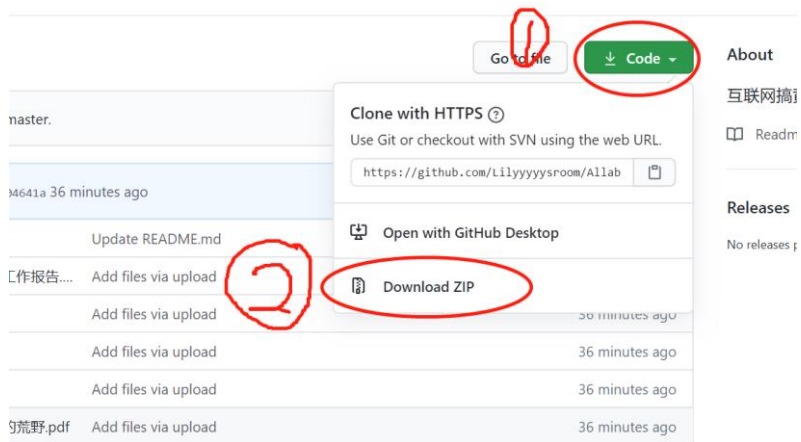 1
Go to file
Code
About
互联网搞
master.
Clone with HTTPS
Use Git or checkout with SVN using the web URL.
Readm
https://github.com/Lilyyyyysroom/Allab
4641a 36 minutes ago
Releases
Update README.md
Open with GitHub Desktop
No releases p
工作报告....
Add files via upload
2
Download ZIP
Add files via upload
36 minutes ago
Add files via upload
36 minutes ago
Add files via upload
36 minutes ago
的荒野.pdf
Add files via upload
36 minutes ago